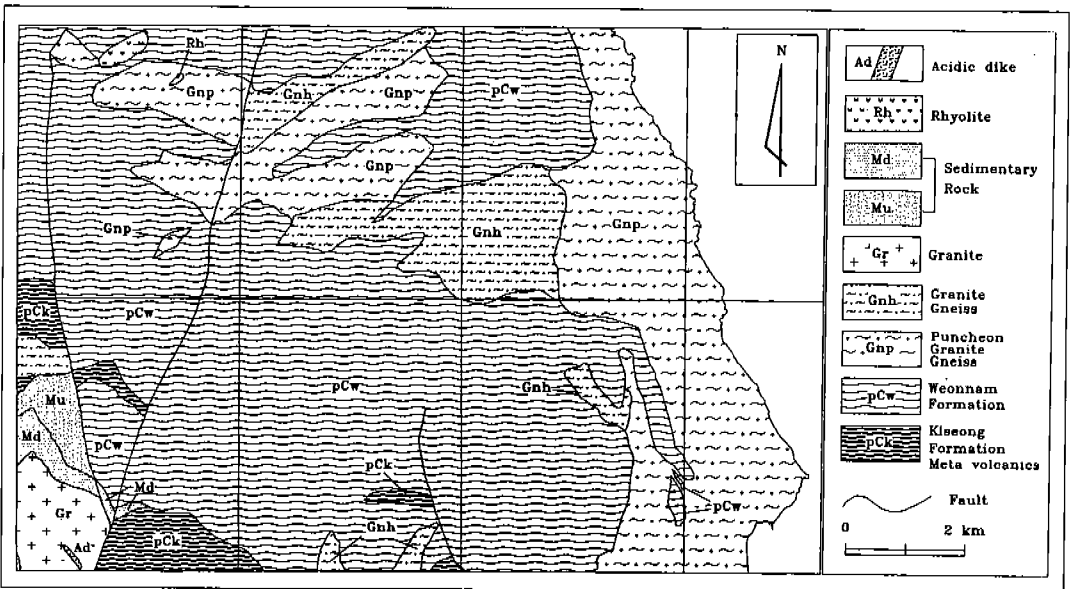 Rh
Gnp
Gnh
Gnp
pCw
N
Gnp
Gnp
Gnh
Gnp
pCk
pCw
pCw
Gnh
Mu
Md
pCw
pCk
Md
Gr
pCw
Gnh
pCk
Ad
Ad
Acidic dike
Rh
Rhyolite
Md
Sedimentary
Rock
Mu
Gr
Granite
Gnh
Granite
Gneiss
Gnp
Puncheon
Granite
Gneiss
pCw
Weonnam
Formation
pCk
Kiseong
Formation
Meta volcanics
Fault
0
2 km